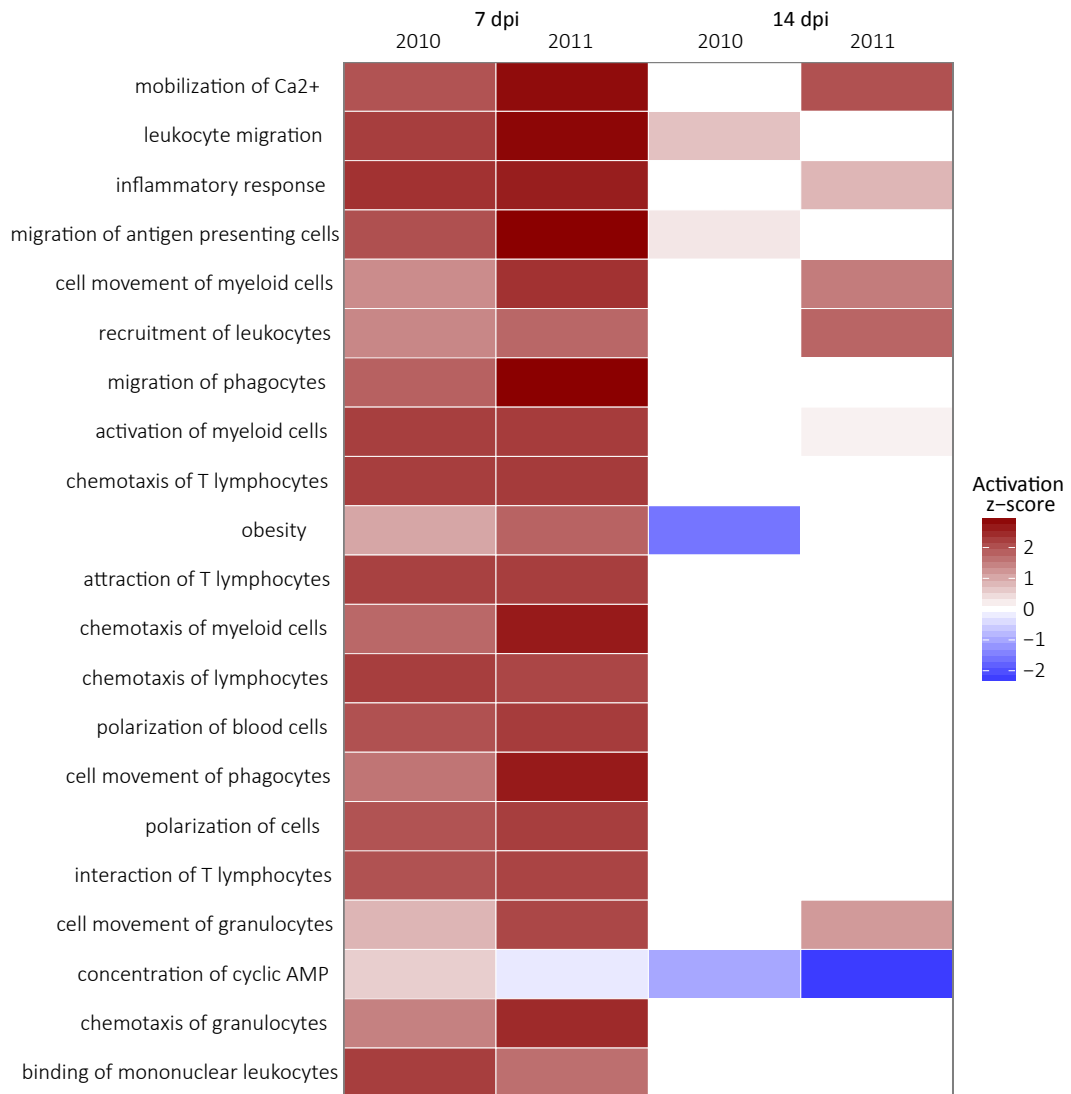 7 dpi 14 dpi
2010 2011 2010 2011
mobilization of Ca2+
leukocyte migration
inflammatory response
migration of antigen presenting cells
cell movement of myeloid cells
recruitment of leukocytes
migration of phagocytes
activation of myeloid cells
chemotaxis of T lymphocytes
obesity
attraction of T lymphocytes
chemotaxis of myeloid cells
chemotaxis of lymphocytes
polarization of blood cells
cell movement of phagocytes
polarization of cells
interaction of T lymphocytes
cell movement of granulocytes
concentration of cyclic AMP
chemotaxis of granulocytes
binding of mononuclear leukocytes
Activation
z−score
2
1
0
−1
−2